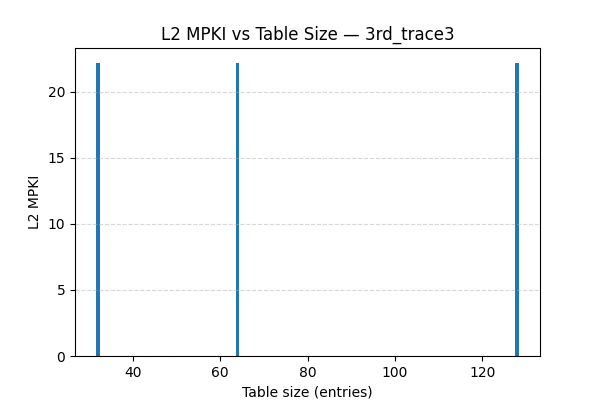 L2 MPKI vs Table Size — 3rd_trace3
L2 MPKI
20
15
10
5
0
40 60 80 100 120
Table size (entries)